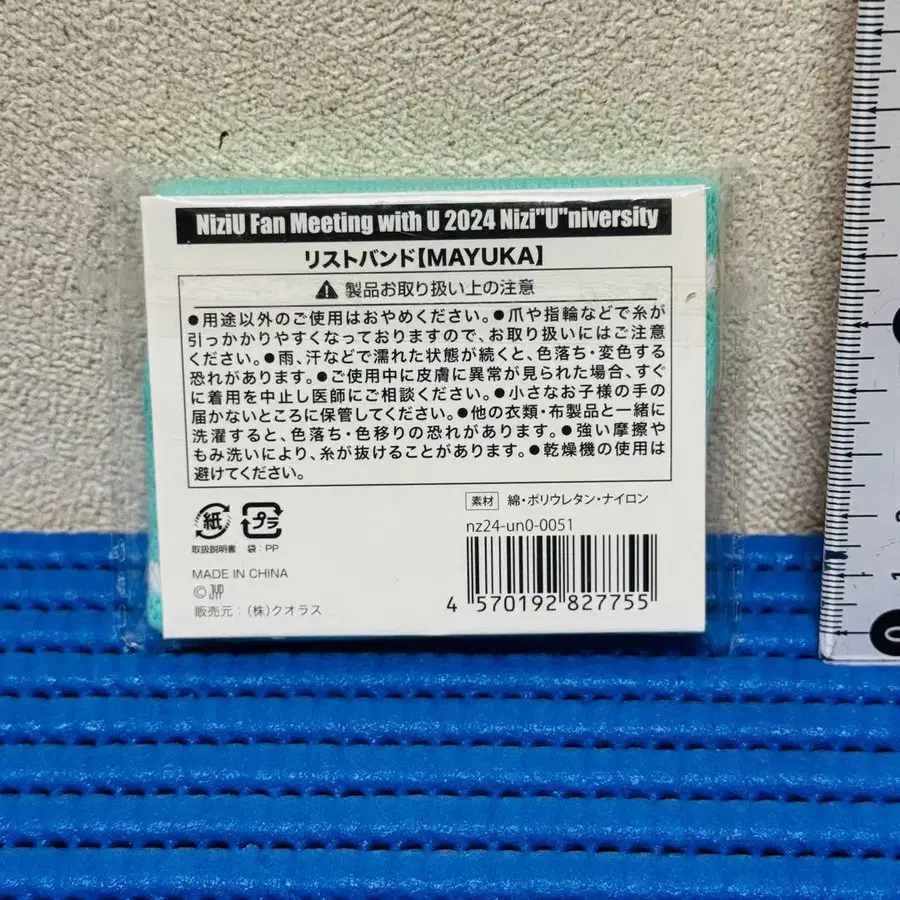 NiziU Fan Meeting with U 2024 Nizi"U"niversity
リストバンド【MAYUKA】
製品お取り扱い上の注意
●用途以外のご使用はおやめください。●爪や指輪などで糸が
引っかかりやすくなっておりますので、お取り扱いにはご注意
ください。●雨、汗などで濡れた状態が続くと、色落ち・変色する
恐れがあります。●ご使用中に皮膚に異常が見られた場合、すぐ
に着用を中止し医師にご相談ください。●小さなお子様の手の
届かないところに保管してください。●他の衣類・布製品と一緒に
洗濯すると、色落ち・色移りの恐れがあります。●強い摩擦や
もみ洗いにより、糸が抜けることがあります。●乾燥機の使用は
避けてください。
素材 綿・ポリウレタン・ナイロン
nz24-un0-0051
紙 プラ
取扱説明書 袋：PP
MADE IN CHINA
©JYP
販売元：(株)クオラス
4 570192 827755
2
1
0